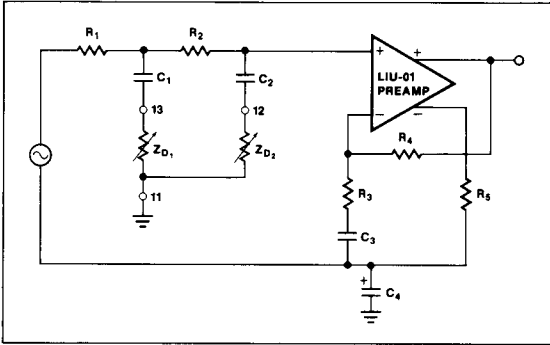 R1
R2
C1
C2
13
12
ZD1
ZD2
11
+
+
LIU-01
PREAMP
−
−
R4
R3
R5
C3
+
C4